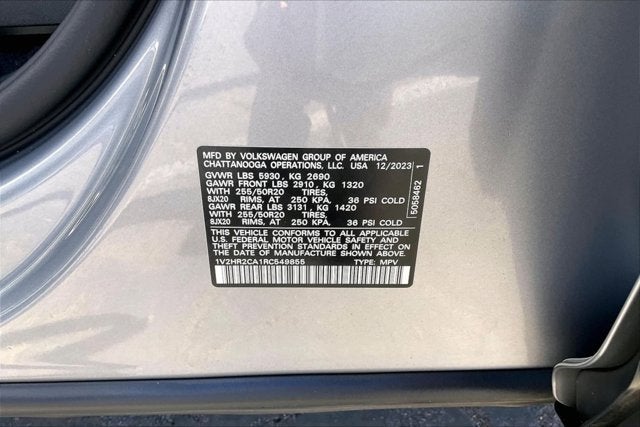 MFD BY VOLKSWAGEN GROUP OF AMERICA
CHATTANOOGA OPERATIONS, LLC. USA 12/2023
GVWR LBS 5930, KG 2690
GAWR FRONT LBS 2910, KG 1320
WITH 255/50R20 TIRES,
8JX20 RIMS, AT 250 KPA, 36 PSI COLD
GAWR REAR LBS 3131, KG 1420
WITH 255/50R20 TIRES,
8JX20 RIMS, AT 250 KPA, 36 PSI COLD
THIS VEHICLE CONFORMS TO ALL APPLICABLE
U.S. FEDERAL MOTOR VEHICLE SAFETY AND
THEFT PREVENTION STANDARDS IN EFFECT ON
THE DATE OF MANUFACTURE SHOWN ABOVE.
1V2HR2CA1RC549855 TYPE: MPV
5058462 1